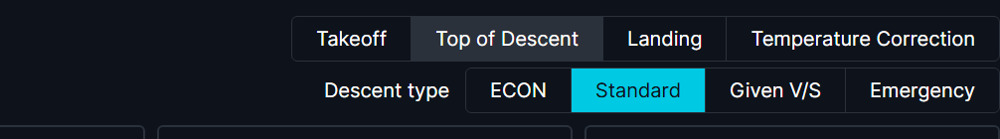 Takeoff Top of Descent Landing Temperature Correction
Descent type ECON Standard Given V/S Emergency